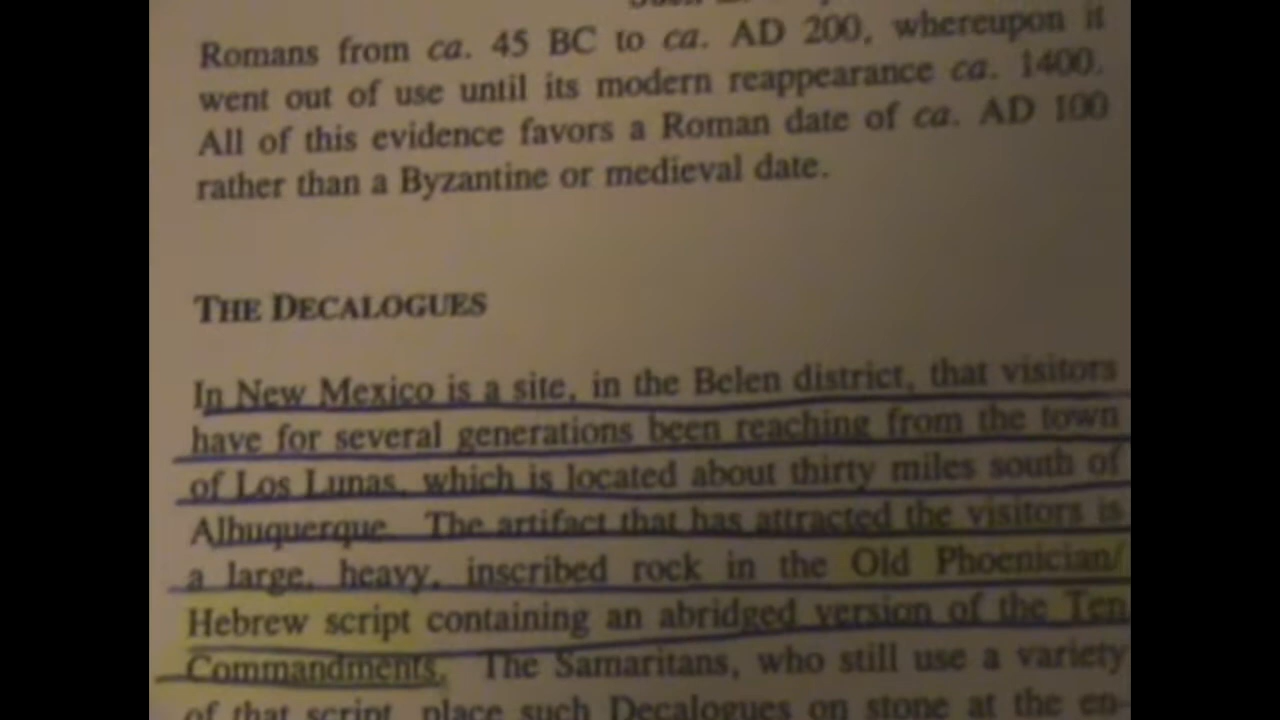 Romans from ca. 45 BC to ca. AD 200, whereupon it
went out of use until its modern reappearance ca. 1400.
All of this evidence favors a Roman date of ca. AD 100
rather than a Byzantine or medieval date.
THE DECALOGUES
In New Mexico is a site, in the Belen district, that visitors
have for several generations been reaching from the town
of Los Lunas, which is located about thirty miles south of
Albuquerque. The artifact that has attracted the visitors is
a large, heavy, inscribed rock in the Old Phoenician/
Hebrew script containing an abridged version of the Ten
Commandments. The Samaritans, who still use a variety
of that script, place such Decalogues on stone at the en-